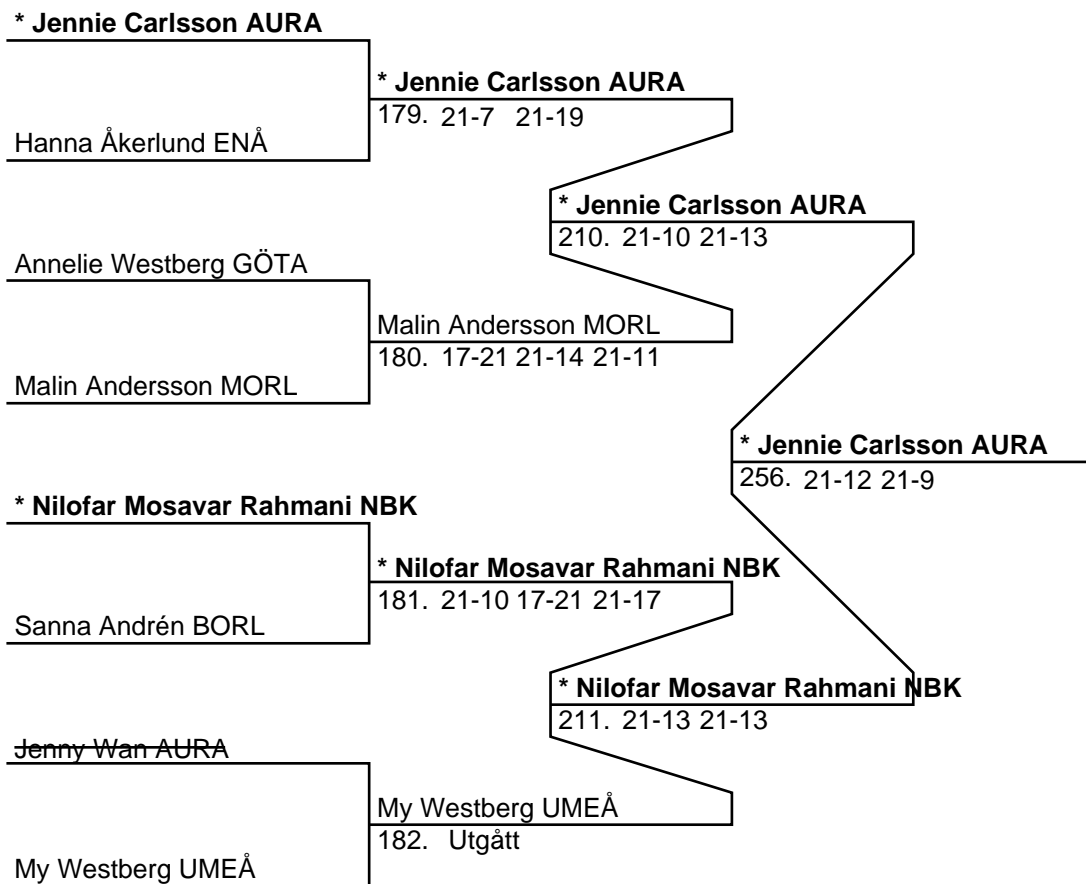 * Jennie Carlsson AURA
* Jennie Carlsson AURA
179. 21-7 21-19
Hanna Åkerlund ENÅ
* Jennie Carlsson AURA
210. 21-10 21-13
Annelie Westberg GÖTA
Malin Andersson MORL
180. 17-21 21-14 21-11
Malin Andersson MORL
* Jennie Carlsson AURA
256. 21-12 21-9
* Nilofar Mosavar Rahmani NBK
* Nilofar Mosavar Rahmani NBK
181. 21-10 17-21 21-17
Sanna Andrén BORL
* Nilofar Mosavar Rahmani NBK
211. 21-13 21-13
Jenny Wan AURA
My Westberg UMEÅ
182. Utgått
My Westberg UMEÅ